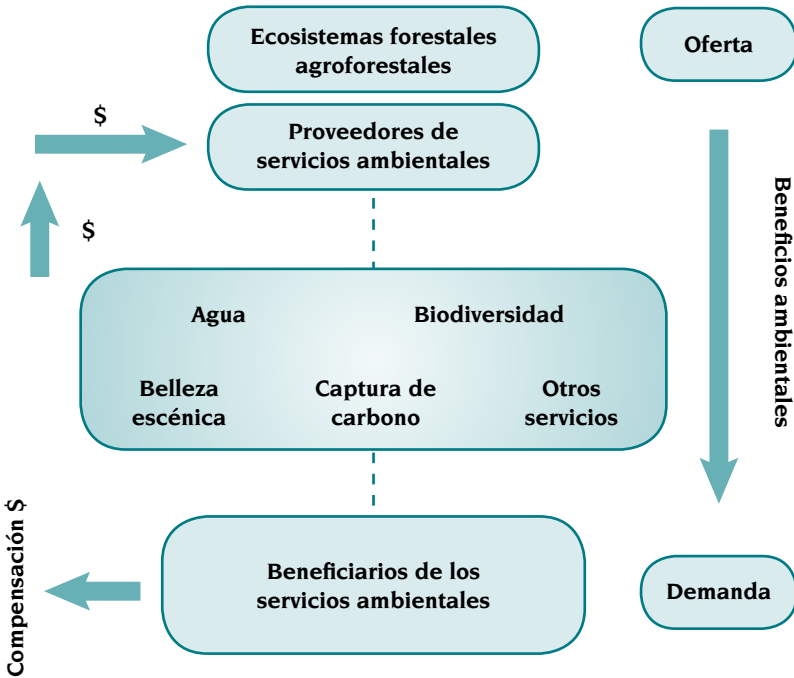 Ecosistemas forestales
agroforestales
Oferta
$
Proveedores de
servicios ambientales
$
Agua
Biodiversidad
Belleza
escénica
Captura de
carbono
Otros
servicios
Beneficios ambientales
Compensación $
Beneficiarios de los
servicios ambientales
Demanda